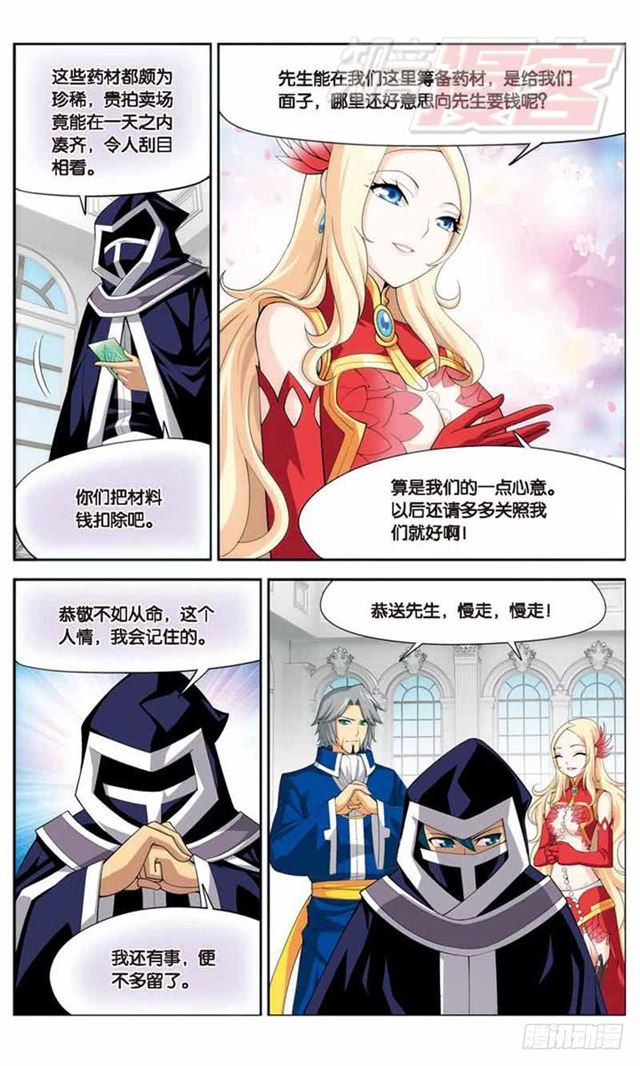 这些药材都颇为
珍稀，贵拍卖场
竟能在一天之内
凑齐，令人刮目
相看。
你们把材料
钱扣除吧。
知音漫客
先生能在我们这里筹备药材，是给我们
面子，哪里还好意思向先生要钱呢？
算是我们的一点心意。
以后还请多多关照我
们就好啊！
恭敬不如从命，这个
人情，我会记住的。
我还有事，便
不多留了。
恭送先生，慢走，慢走！
腾讯动漫